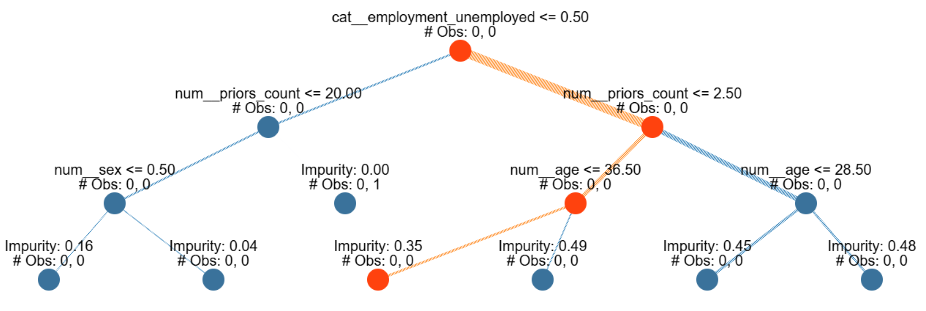 cat__employment_unemployed <= 0.50
# Obs: 0, 0
num__priors_count <= 20.00
# Obs: 0, 0
num__priors_count <= 2.50
# Obs: 0, 0
num__sex <= 0.50
# Obs: 0, 0
Impurity: 0.00
# Obs: 0, 1
num__age <= 36.50
# Obs: 0, 0
num__age <= 28.50
# Obs: 0, 0
Impurity: 0.16
# Obs: 0, 0
Impurity: 0.04
# Obs: 0, 0
Impurity: 0.35
# Obs: 0, 0
Impurity: 0.49
# Obs: 0, 0
Impurity: 0.45
# Obs: 0, 0
Impurity: 0.48
# Obs: 0, 0